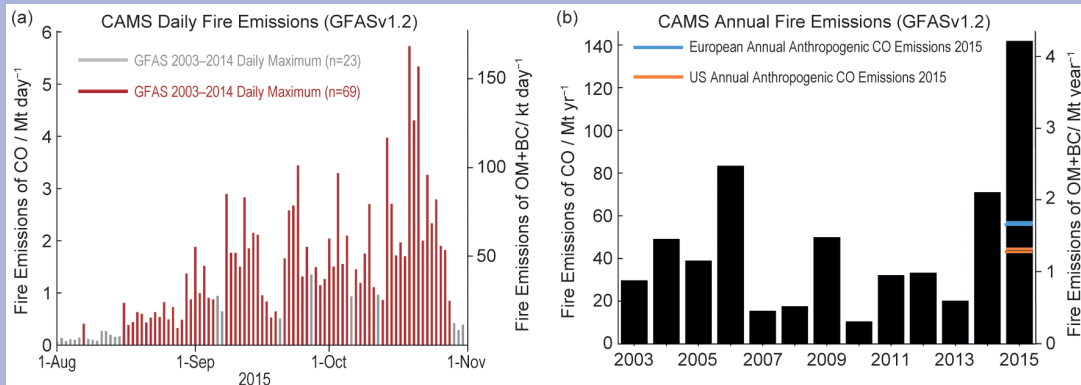 (a) CAMS Daily Fire Emissions (GFASv1.2)
Fire Emissions of CO / Mt day⁻¹
6
5
4
3
2
1
0
GFAS 2003–2014 Daily Maximum (n=23)
GFAS 2003–2014 Daily Maximum (n=69)
150
100
50
Fire Emissions of OM+BC/ kt day⁻¹
1-Aug 1-Sep 1-Oct 1-Nov
2015
(b) CAMS Annual Fire Emissions (GFASv1.2)
Fire Emissions of CO / Mt yr⁻¹
140
120
100
80
60
40
20
0
European Annual Anthropogenic CO Emissions 2015
US Annual Anthropogenic CO Emissions 2015
4
3
2
1
0
Fire Emissions of OM+BC/ Mt year⁻¹
2003 2005 2007 2009 2011 2013 2015